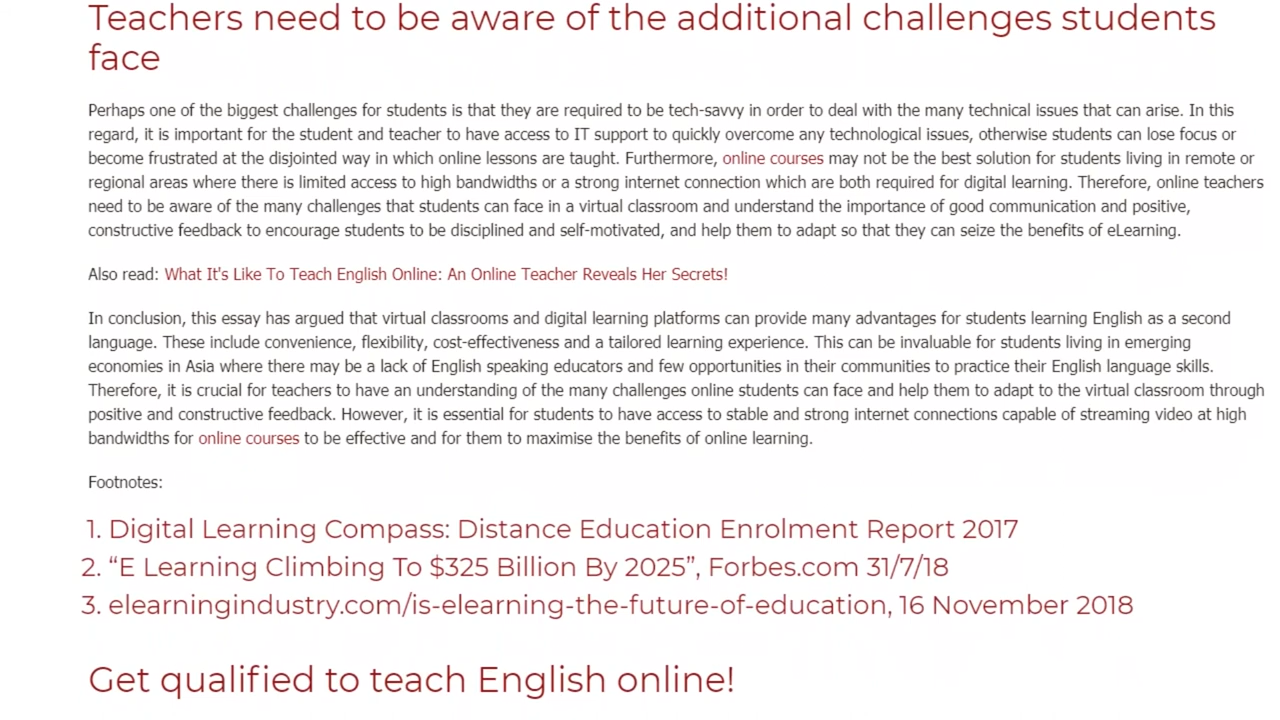 Teachers need to be aware of the additional challenges students
face
Perhaps one of the biggest challenges for students is that they are required to be tech-savvy in order to deal with the many technical issues that can arise. In this
regard, it is important for the student and teacher to have access to IT support to quickly overcome any technological issues, otherwise students can lose focus or
become frustrated at the disjointed way in which online lessons are taught. Furthermore, online courses may not be the best solution for students living in remote or
regional areas where there is limited access to high bandwidths or a strong internet connection which are both required for digital learning. Therefore, online teachers
need to be aware of the many challenges that students can face in a virtual classroom and understand the importance of good communication and positive,
constructive feedback to encourage students to be disciplined and self-motivated, and help them to adapt so that they can seize the benefits of eLearning.
Also read: What It's Like To Teach English Online: An Online Teacher Reveals Her Secrets!
In conclusion, this essay has argued that virtual classrooms and digital learning platforms can provide many advantages for students learning English as a second
language. These include convenience, flexibility, cost-effectiveness and a tailored learning experience. This can be invaluable for students living in emerging
economies in Asia where there may be a lack of English speaking educators and few opportunities in their communities to practice their English language skills.
Therefore, it is crucial for teachers to have an understanding of the many challenges online students can face and help them to adapt to the virtual classroom through
positive and constructive feedback. However, it is essential for students to have access to stable and strong internet connections capable of streaming video at high
bandwidths for online courses to be effective and for them to maximise the benefits of online learning.
Footnotes:
1. Digital Learning Compass: Distance Education Enrolment Report 2017
2. “E Learning Climbing To $325 Billion By 2025”, Forbes.com 31/7/18
3. elearningindustry.com/is-elearning-the-future-of-education, 16 November 2018
Get qualified to teach English online!